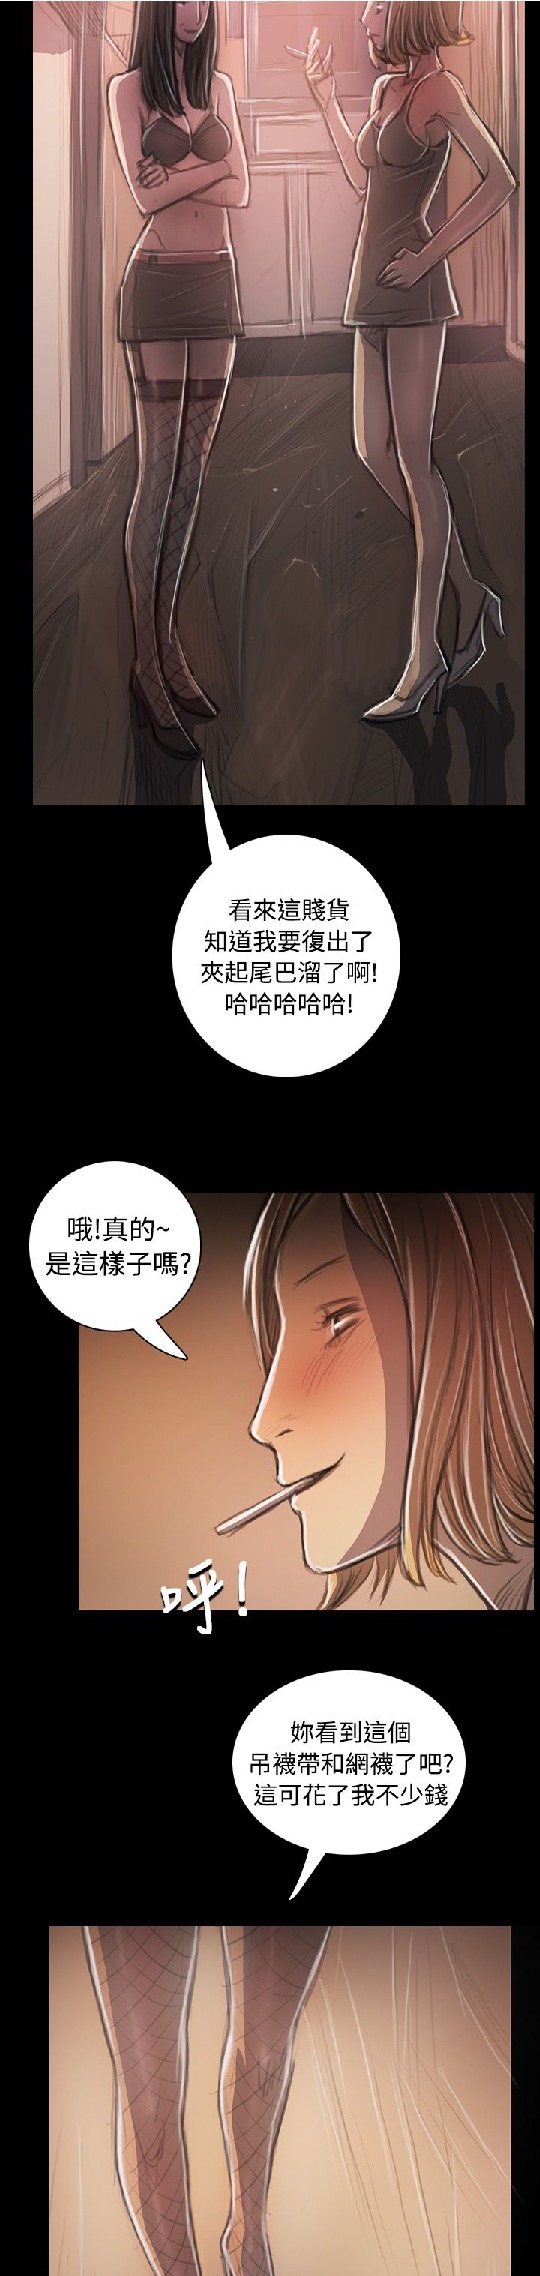 看來這賤貨
知道我要復出了
夾起尾巴溜了啊!
哈哈哈哈哈!
哦!真的~
是這樣子嗎?
呼!
妳看到這個
吊襪帶和網襪了吧?
這可花了我不少錢